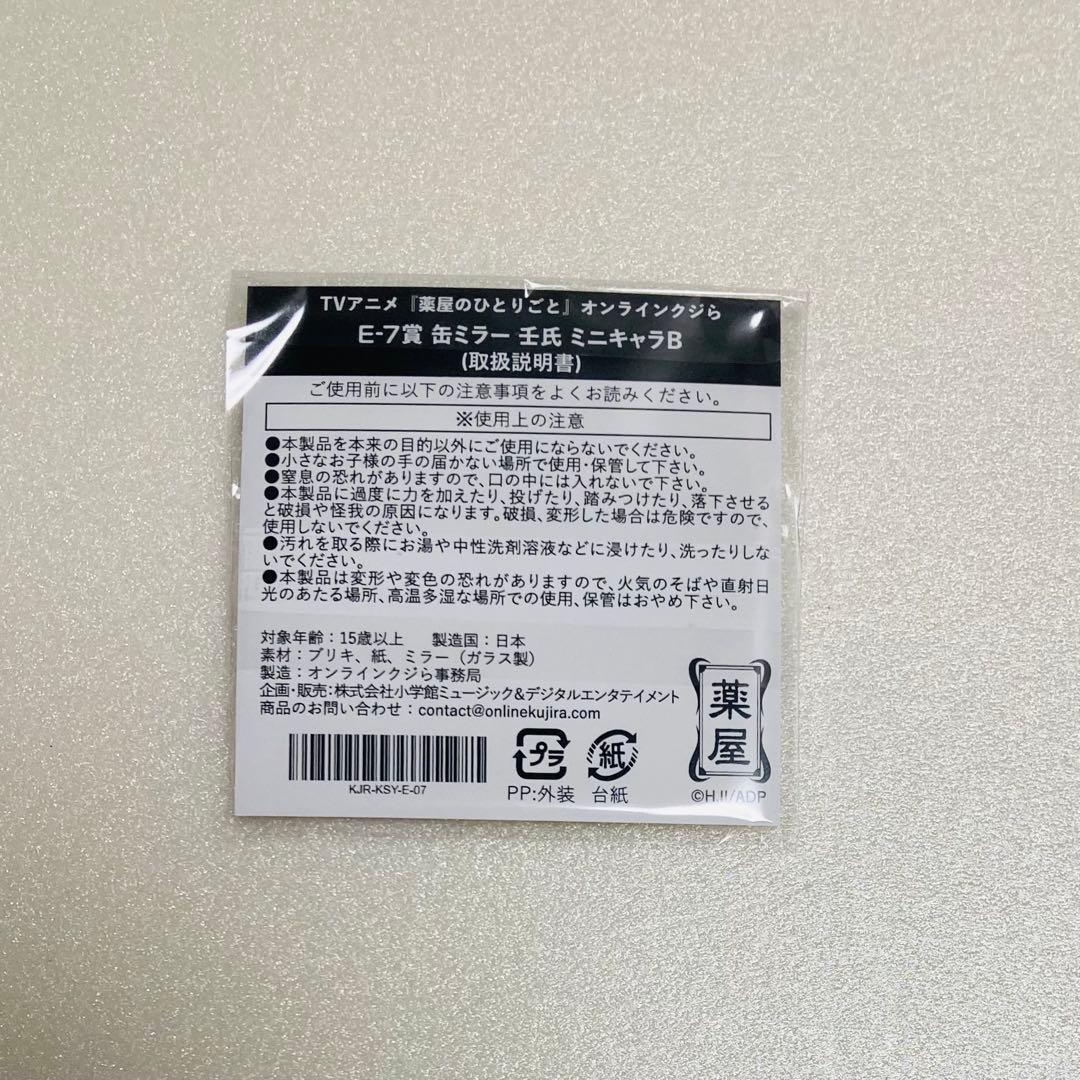 TVアニメ『薬屋のひとりごと』オンラインクジら
E-7賞 缶ミラー 壬氏 ミニキャラB
(取扱説明書)
ご使用前に以下の注意事項をよくお読みください。
※使用上の注意
●本製品を本来の目的以外にご使用にならないでください。
●小さなお子様の手の届かない場所で使用・保管して下さい。
●窒息の恐れがありますので、口の中には入れないで下さい。
●本製品に過度に力を加えたり、投げたり、踏みつけたり、落下させる
と破損や怪我の原因になります。破損、変形した場合は危険ですので、
使用しないでください。
●汚れを取る際にお湯や中性洗剤溶液などに浸けたり、洗ったりしな
いでください。
●本製品は変形や変色の恐れがありますので、火気のそばや直射日
光のあたる場所、高温多湿な場所での使用、保管はおやめ下さい。
対象年齢：15歳以上　製造国：日本
素材：ブリキ、紙、ミラー（ガラス製）
製造：オンラインクジら事務局
企画・販売：株式会社小学館ミュージック&デジタルエンタテイメント
商品のお問い合わせ：contact@onlinekujira.com
KJR-KSY-E-07
プラ
PP:外装
紙
台紙
薬屋
©H,II/ADP